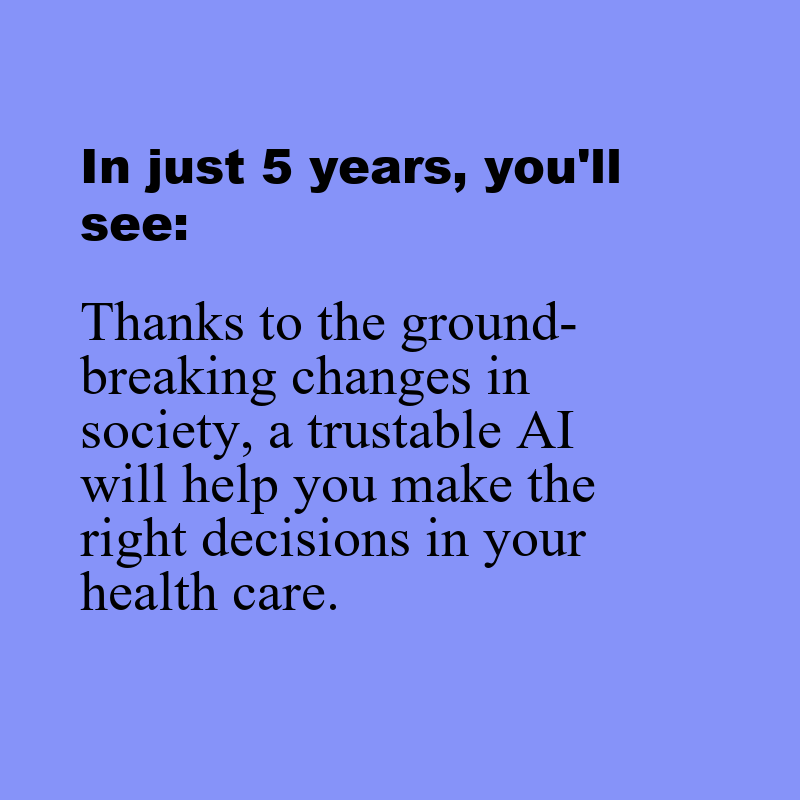 In just 5 years, you'll
see:
Thanks to the ground-
breaking changes in
society, a trustable AI
will help you make the
right decisions in your
health care.